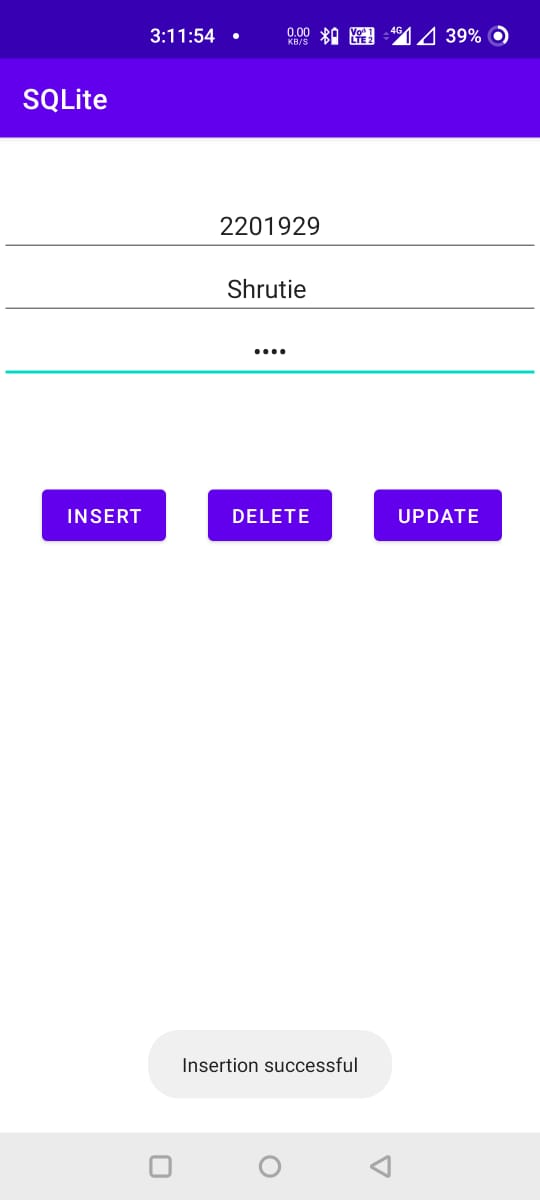 3:11:54 • 0.00 KB/S 4G 39%
SQLite
2201929
Shrutie
••••
INSERT DELETE UPDATE
Insertion successful